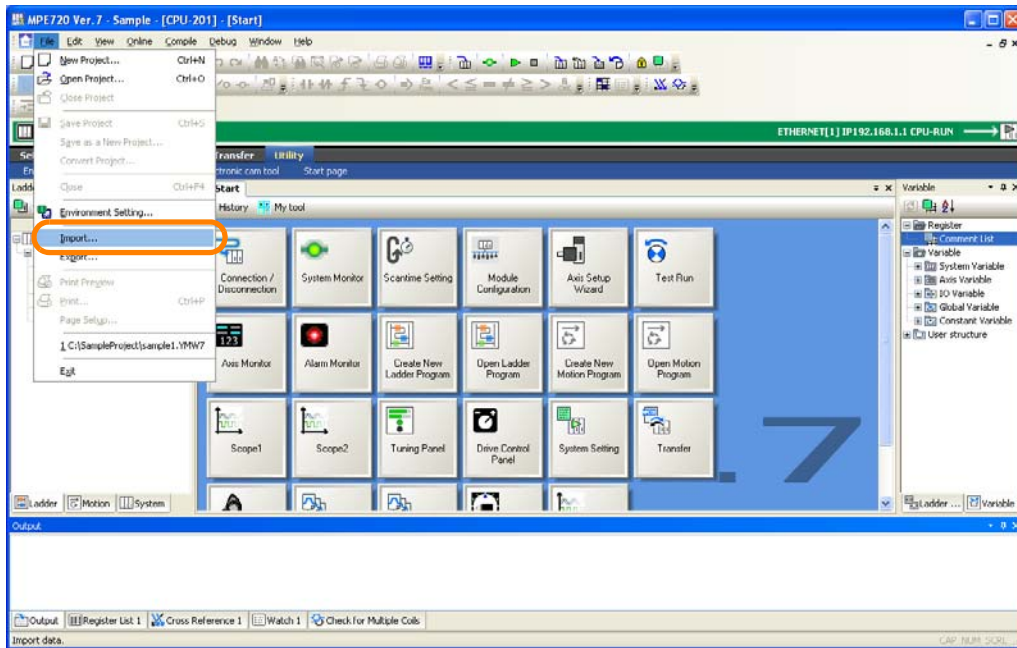 MPE720 Ver. 7 - Sample - [CPU-201] - [Start]
File Edit View Online Compile Debug Window Help
New Project... Ctrl+N
Open Project... Ctrl+O
Close Project
Save Project Ctrl+S
Save as a New Project...
Convert Project...
Close Ctrl+F4
Environment Setting...
Import...
Export...
Print Preview
Print... Ctrl+P
Page Setup...
1 C:\SampleProject\sample1.YMW7
Exit
ETHERNET[1] IP192.168.1.1 CPU-RUN
Transfer Utility
Start page
Start
History My tool
Connection / Disconnection
System Monitor
Scantime Setting
Module Configuration
Axis Setup Wizard
Test Run
Axis Monitor
Alarm Monitor
Create New Ladder Program
Open Ladder Program
Create New Motion Program
Open Motion Program
Scope1
Scope2
Tuning Panel
Drive Control Panel
System Setting
Transfer
.7
Variable
Register
Comment List
Variable
System Variable
Axis Variable
IO Variable
Global Variable
Constant Variable
User structure
Ladder Motion System
Ladder ... Variable
Output
Output Register List 1 Cross Reference 1 Watch 1 Check for Multiple Coils
Import data.
CAP NUM SCRL